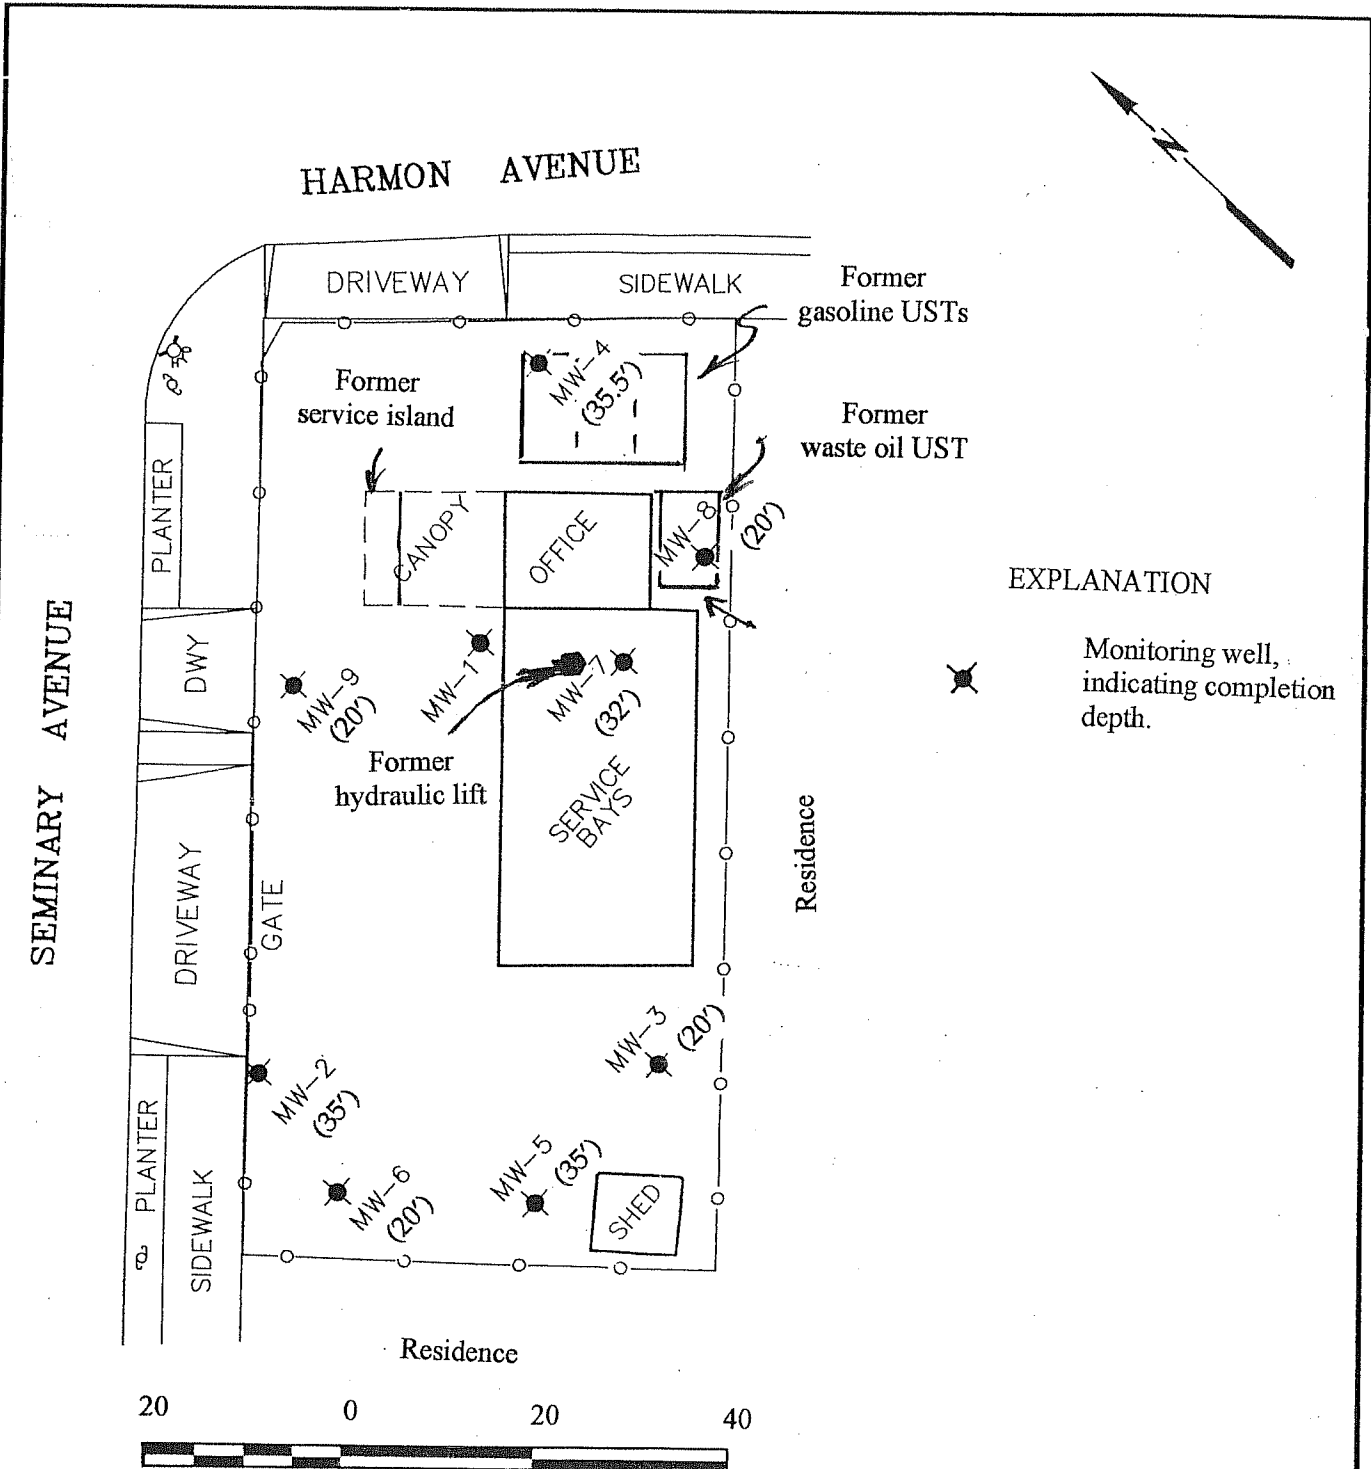 HARMON AVENUE
N
DRIVEWAY
SIDEWALK
Former
gasoline USTs
MW-4
(35.5')
Former
service island
Former
waste oil UST
PLANTER
CANOPY
OFFICE
MW-8
(20')
EXPLANATION
Monitoring well,
indicating completion
depth.
SEMINARY AVENUE
DWY
MW-9
(20')
MW-1
MW-7
(32')
Former
hydraulic lift
SERVICE
BAYS
Residence
DRIVEWAY
GATE
MW-3
(20')
MW-2
(35')
PLANTER
SIDEWALK
MW-6
(20')
MW-5
(35')
SHED
Residence
20 0 20 40